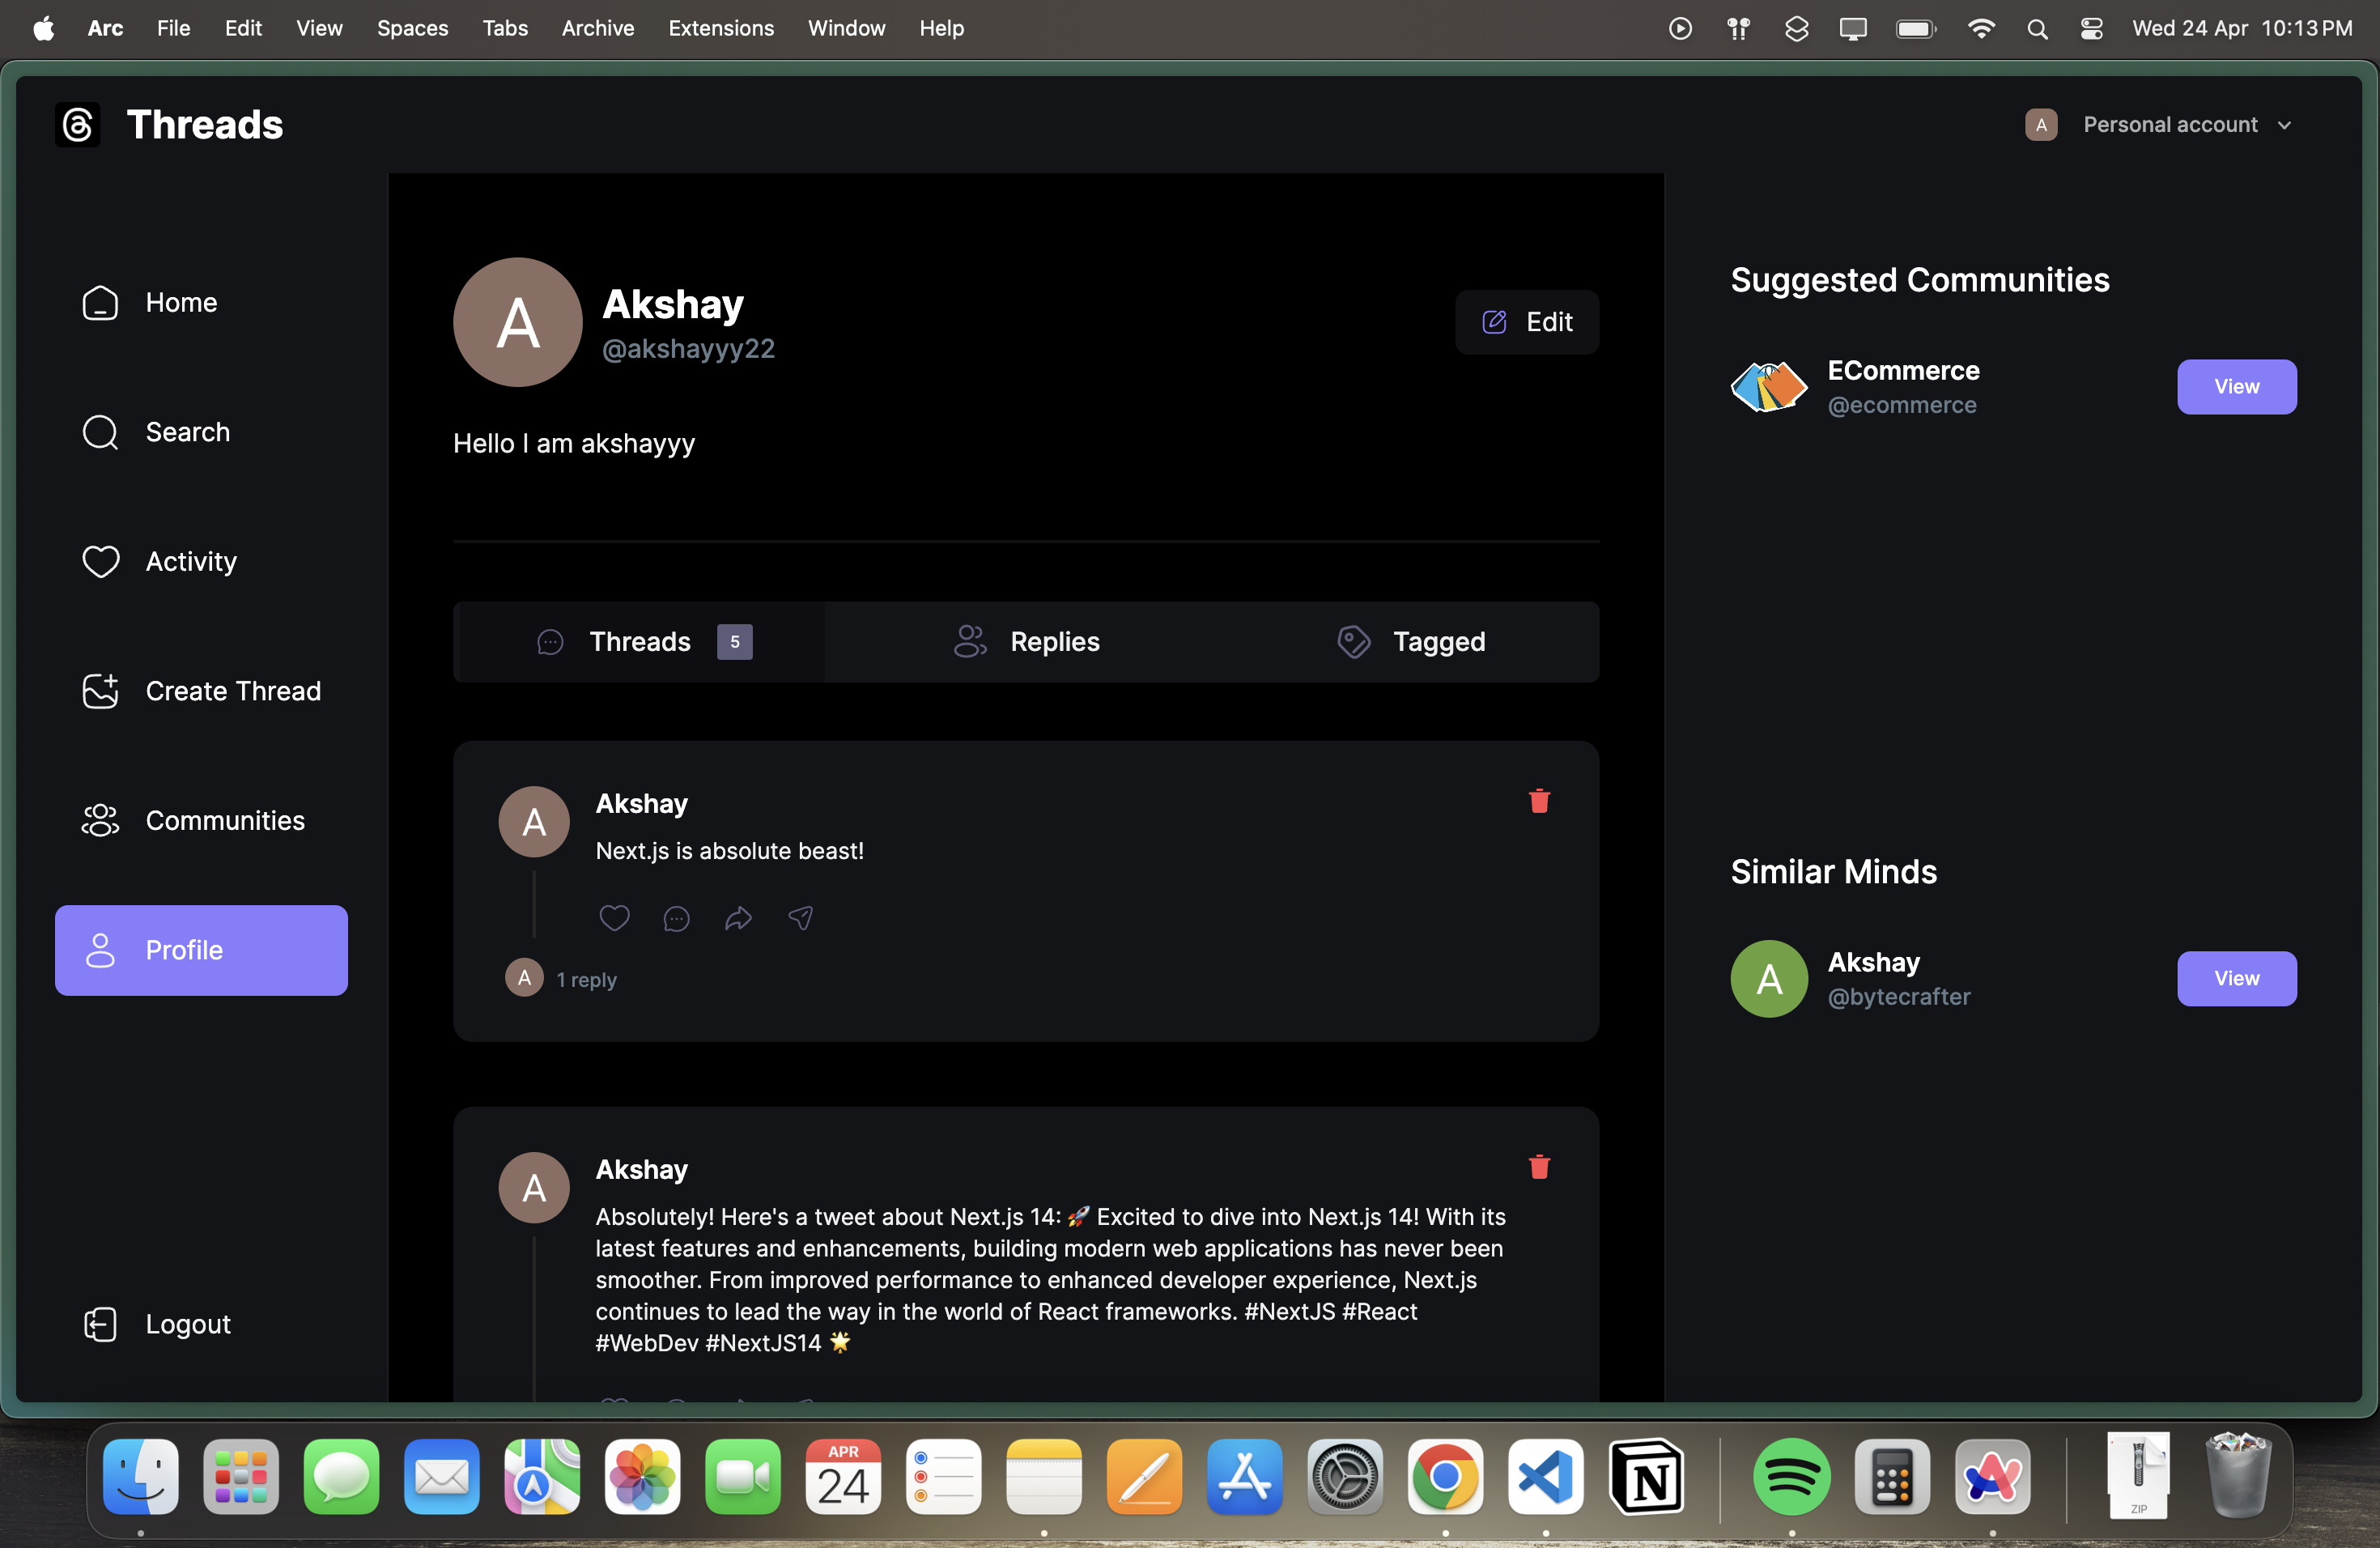 Arc File Edit View Spaces Tabs Archive Extensions Window Help
Wed 24 Apr 10:13 PM
Threads
A Personal account
Home
Search
Activity
Create Thread
Communities
Profile
Logout
A
Akshay
@akshayyy22
Edit
Hello I am akshayyy
Threads 5
Replies
Tagged
A
Akshay
Next.js is absolute beast!
A
1 reply
A
Akshay
Absolutely! Here's a tweet about Next.js 14: 🚀 Excited to dive into Next.js 14! With its
latest features and enhancements, building modern web applications has never been
smoother. From improved performance to enhanced developer experience, Next.js
continues to lead the way in the world of React frameworks. #NextJS #React
#WebDev #NextJS14 🌟
Suggested Communities
ECommerce
@ecommerce
View
Similar Minds
A
Akshay
@bytecrafter
View
APR
24
N
ZIP